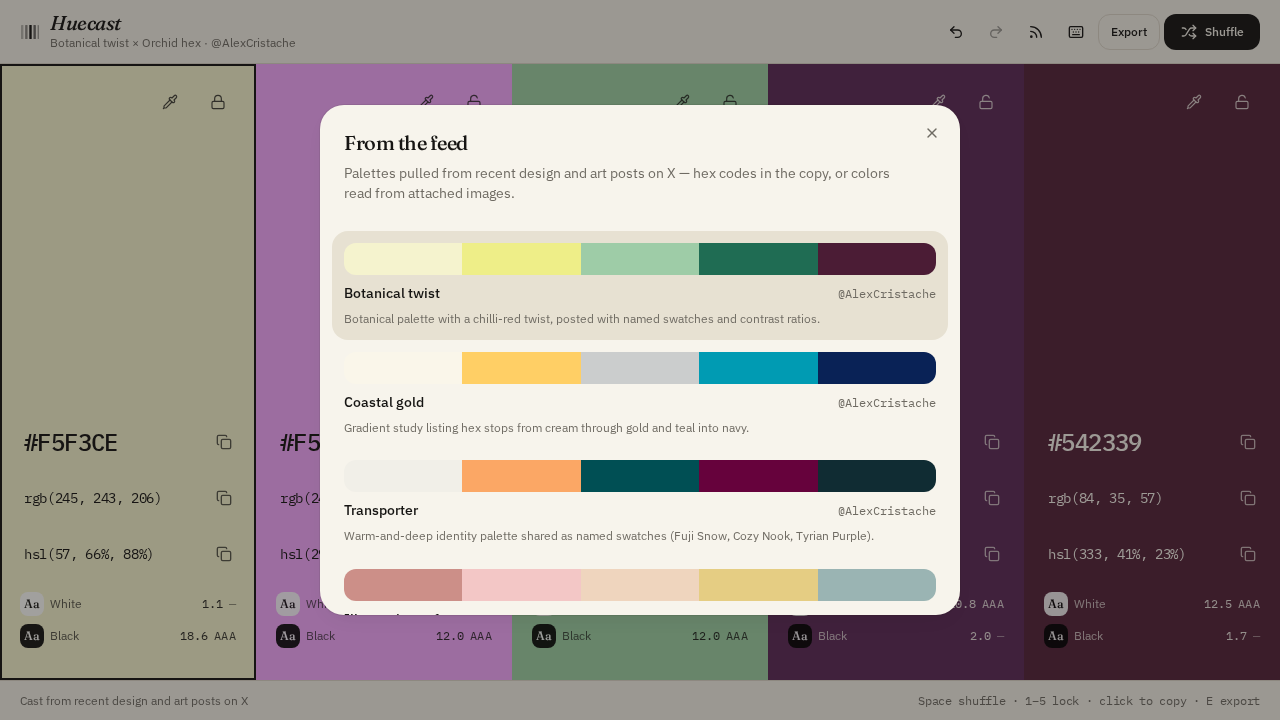 Huecast
Botanical twist × Orchid hex · @AlexCristache
Export
Shuffle
From the feed
Palettes pulled from recent design and art posts on X — hex codes in the copy, or colors
read from attached images.
Botanical twist
@AlexCristache
Botanical palette with a chilli-red twist, posted with named swatches and contrast ratios.
Coastal gold
@AlexCristache
Gradient study listing hex stops from cream through gold and teal into navy.
Transporter
@AlexCristache
Warm-and-deep identity palette shared as named swatches (Fuji Snow, Cozy Nook, Tyrian Purple).
#F5F3CE
rgb(245, 243, 206)
hsl(57, 66%, 88%)
Aa White 1.1 —
Aa Black 18.6 AAA
#F5
rgb(24
hsl(29
Aa Wh
Aa Black 12.0 AAA
Aa Black 12.0 AAA
0.8 AAA
Aa Black 2.0 —
#542339
rgb(84, 35, 57)
hsl(333, 41%, 23%)
Aa White 12.5 AAA
Aa Black 1.7 —
Cast from recent design and art posts on X
Space shuffle · 1–5 lock · click to copy · E export